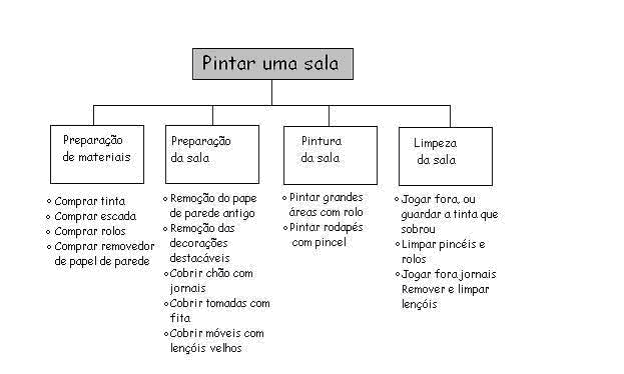 Pintar uma sala
Preparação
de materiais
Comprar tinta
Comprar escada
Comprar rolos
Comprar removedor
de papel de parede
Preparação
da sala
Remoção do pape
de parede antigo
Remoção das
decorações
destacáveis
Cobrir chão com
jornais
Cobrir tomadas com
fita
Cobrir móveis com
lençóis velhos
Pintura
da sala
Pintar grandes
áreas com rolo
Pintar rodapés
com pincel
Limpeza
da sala
Jogar fora, ou
guardar a tinta que
sobrou
Limpar pincéis e
rolos
Jogar fora jornais
Remover e limpar
lençóis